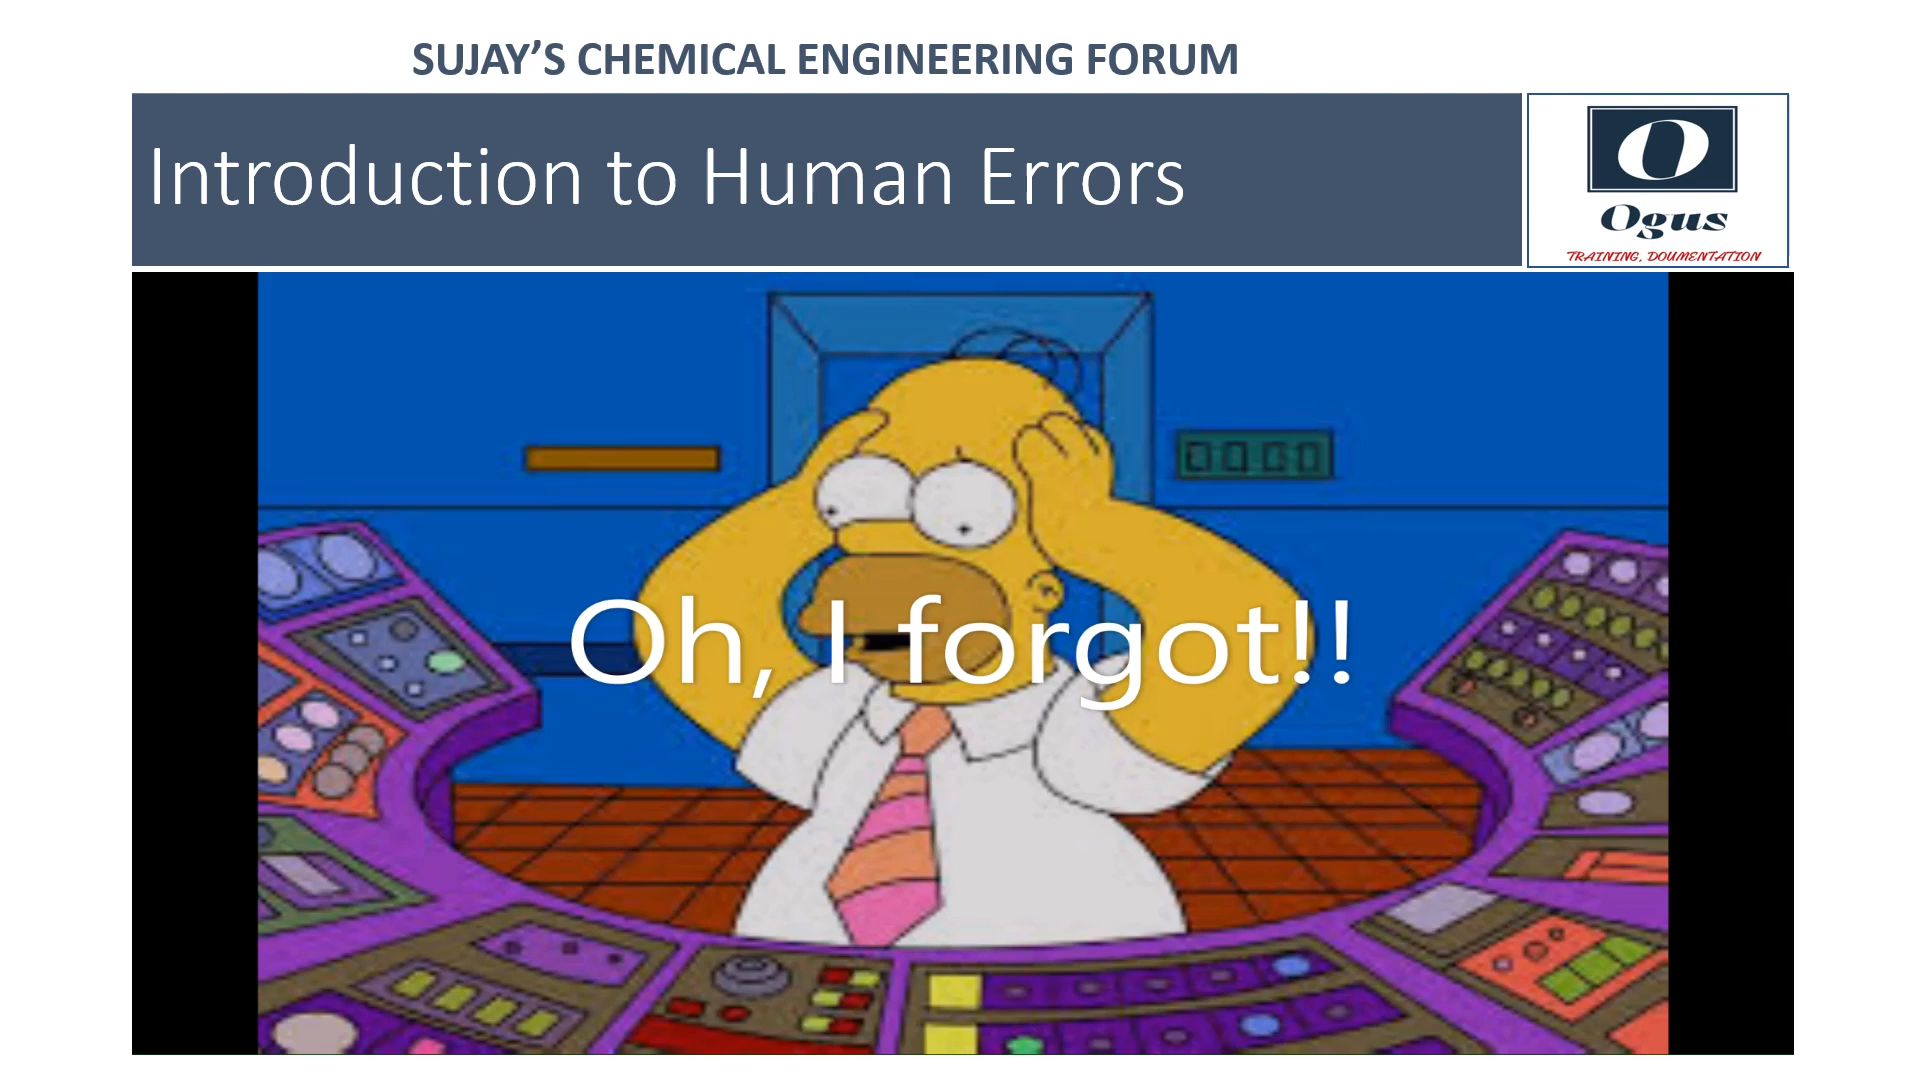 SUJAY’S CHEMICAL ENGINEERING FORUM
Introduction to Human Errors
O
Ogus
TRAINING, DOUMENTATION
Oh, I forgot!!